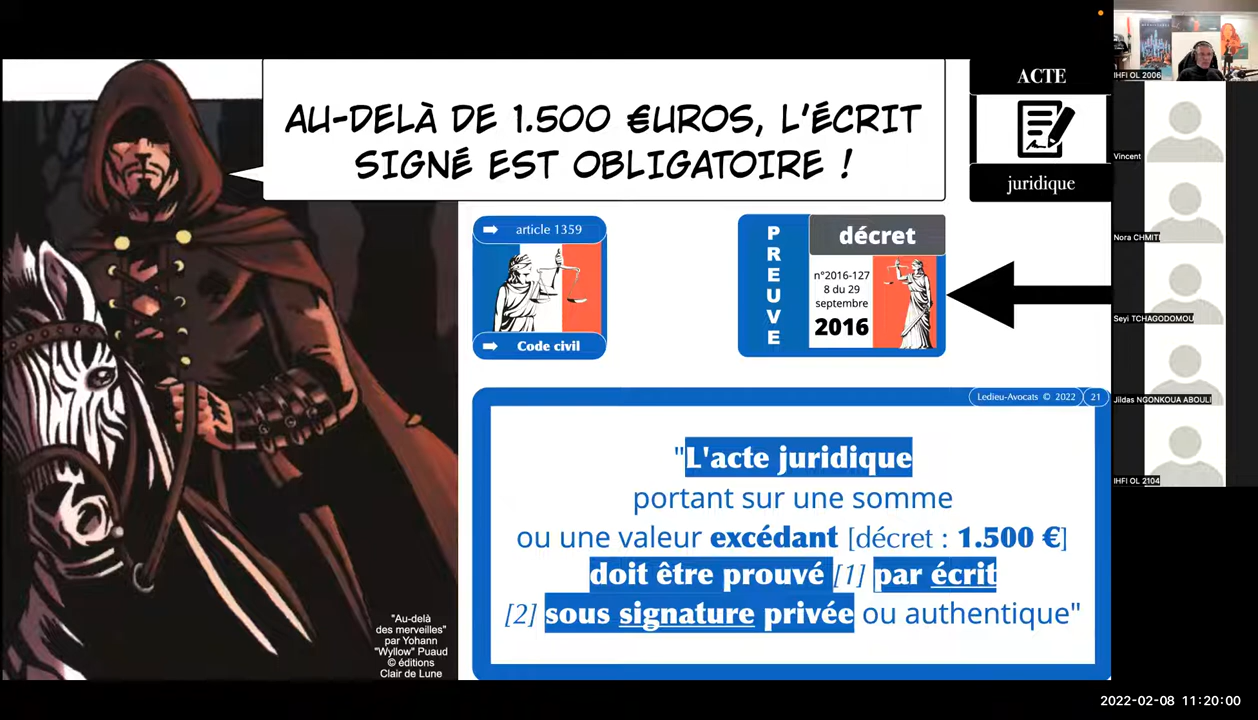 AU-DELÀ DE 1.500 €UROS, L'ÉCRIT
SIGNÉ EST OBLIGATOIRE !
ACTE
juridique
article 1359
Code civil
PREUVE
décret
n°2016-127
8 du 29
septembre
2016
Ledieu-Avocats © 2022
21
"L'acte juridique
portant sur une somme
ou une valeur excédant [décret : 1.500 €]
doit être prouvé [1] par écrit
[2] sous signature privée ou authentique"
"Au-delà
des merveilles"
par Yohann
"Wyllow" Puaud
© éditions
Clair de Lune
IHFI OL 2006
Vincent
Nora CHMITI
Seyi TCHAGODOMOU
Jildas NGONKOUA ABOULI
IHFI OL 2104
2022-02-08 11:20:00